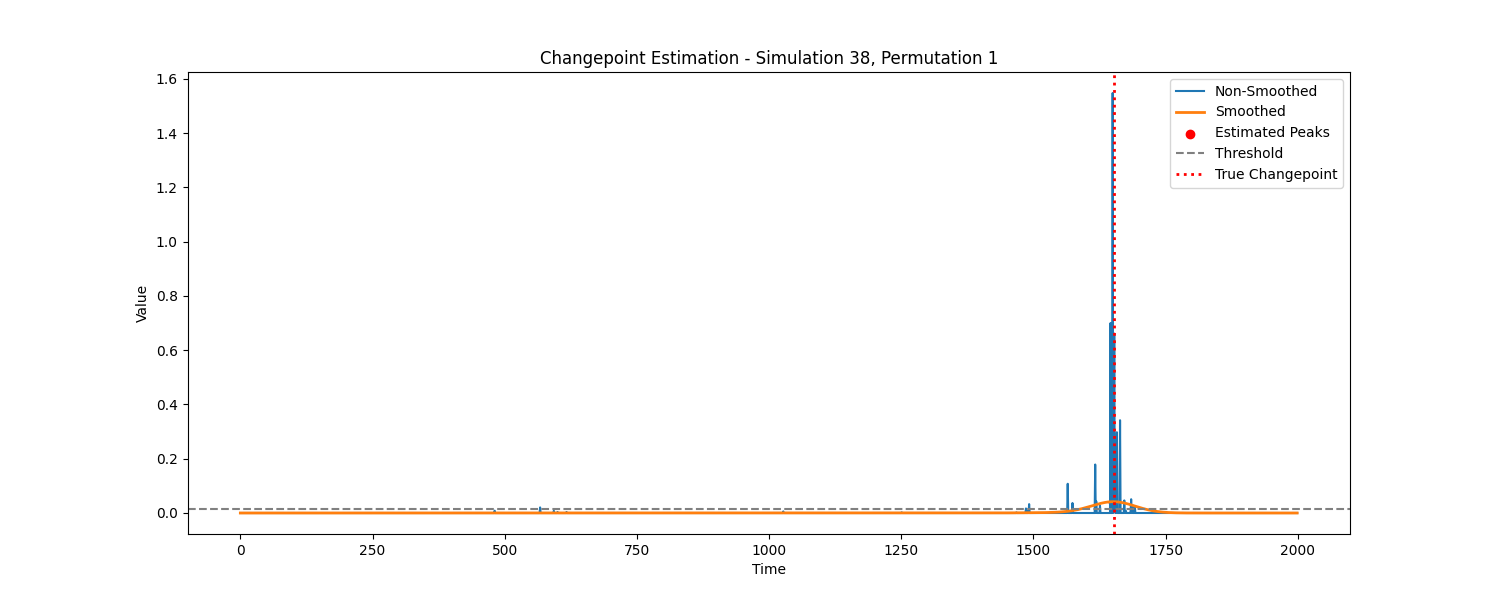 Changepoint Estimation - Simulation 38, Permutation 1
1.6
1.4
1.2
1.0
0.8
0.6
0.4
0.2
0.0
Value
Non-Smoothed
Smoothed
Estimated Peaks
Threshold
True Changepoint
0 250 500 750 1000 1250 1500 1750 2000
Time